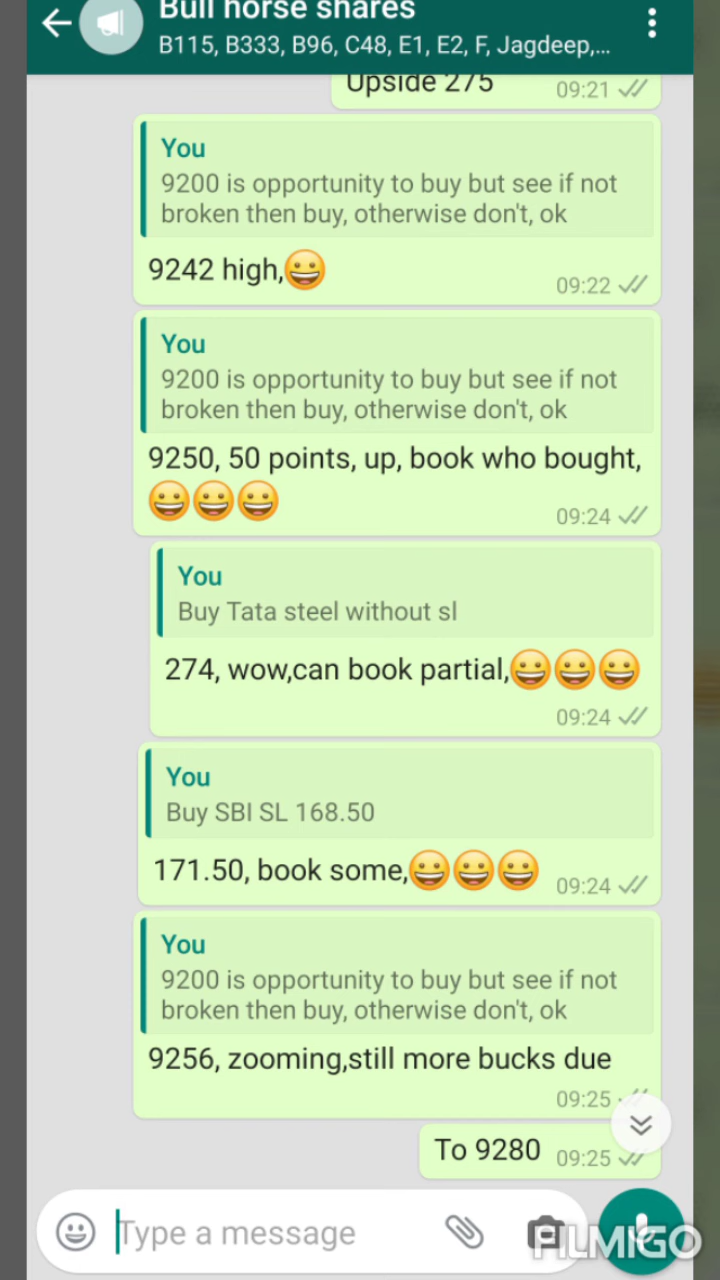 Bull horse shares
B115, B333, B96, C48, E1, E2, F, Jagdeep,...
Upside 275
09:21
You
9200 is opportunity to buy but see if not
broken then buy, otherwise don't, ok
9242 high,😀
09:22
You
9200 is opportunity to buy but see if not
broken then buy, otherwise don't, ok
9250, 50 points, up, book who bought,
😀😀😀
09:24
You
Buy Tata steel without sl
274, wow,can book partial,😀😀😀
09:24
You
Buy SBI SL 168.50
171.50, book some,😀😀😀
09:24
You
9200 is opportunity to buy but see if not
broken then buy, otherwise don't, ok
9256, zooming,still more bucks due
09:25
To 9280
09:25
Type a message
FILMIGO